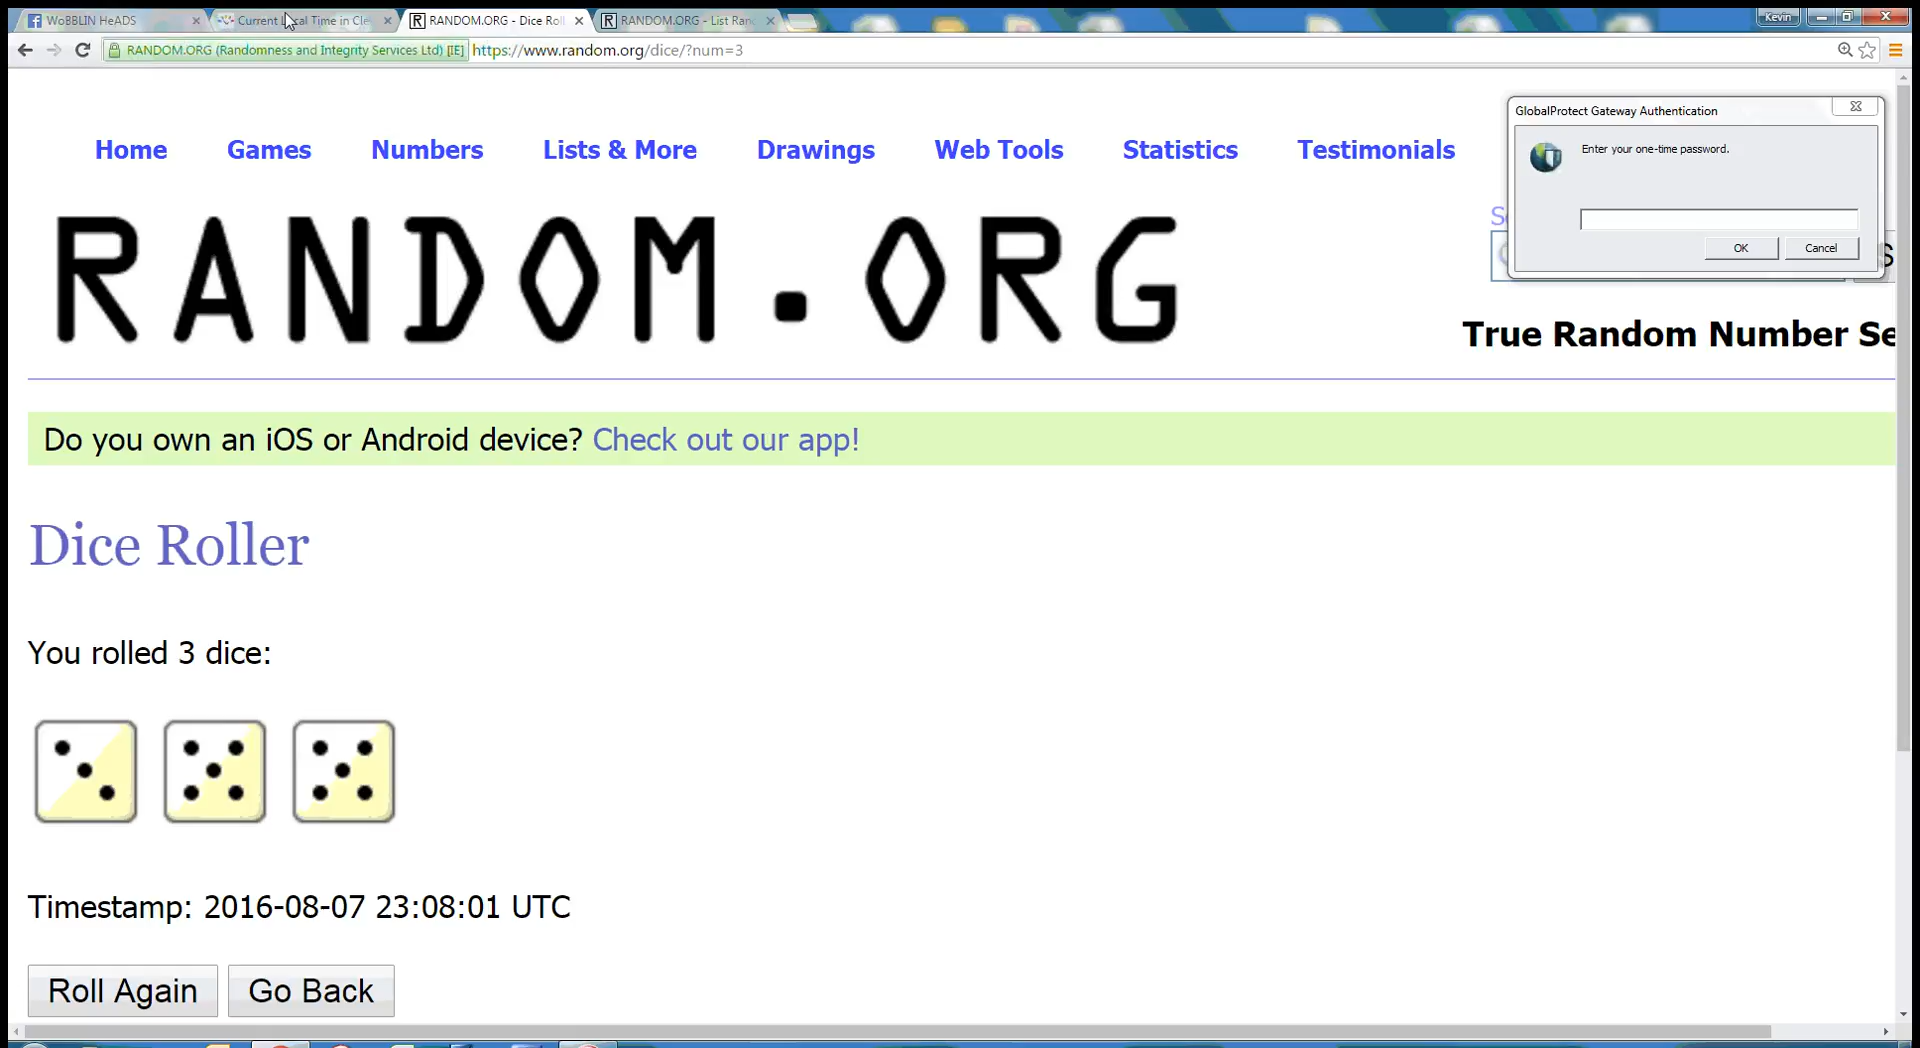 WoBBLIN HeADS
Current Local Time in Cle
RANDOM.ORG - Dice Roll
RANDOM.ORG - List Ran
Kevin
RANDOM.ORG (Randomness and Integrity Services Ltd) [IE]
https://www.random.org/dice/?num=3
Home
Games
Numbers
Lists & More
Drawings
Web Tools
Statistics
Testimonials
GlobalProtect Gateway Authentication
Enter your one-time password.
OK
Cancel
RANDOM.ORG
True Random Number Se
Do you own an iOS or Android device? Check out our app!
Dice Roller
You rolled 3 dice:
Timestamp: 2016-08-07 23:08:01 UTC
Roll Again
Go Back